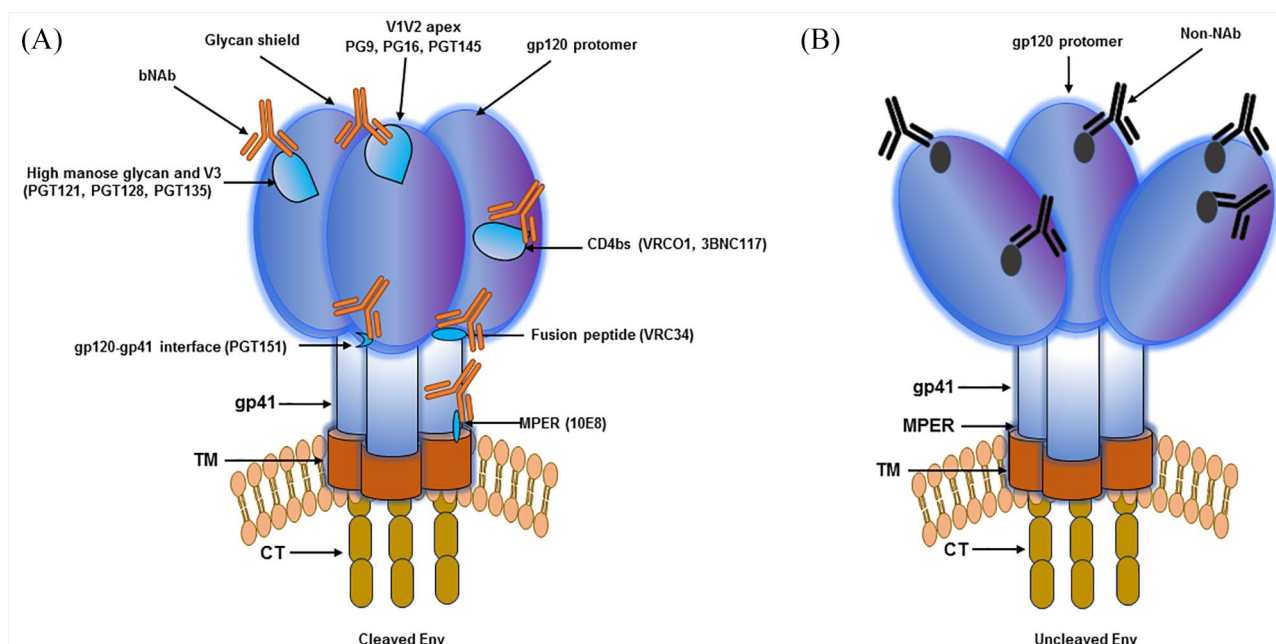 (A)
V1V2 apex
PG9, PG16, PGT145
Glycan shield
gp120 protomer
bNAb
High manose glycan and V3
(PGT121, PGT128, PGT135)
CD4bs (VRCO1, 3BNC117)
gp120-gp41 interface (PGT151)
Fusion peptide (VRC34)
gp41
MPER (10E8)
TM
CT
Cleaved Env
(B)
gp120 protomer
Non-NAb
gp41
MPER
TM
CT
Uncleaved Env